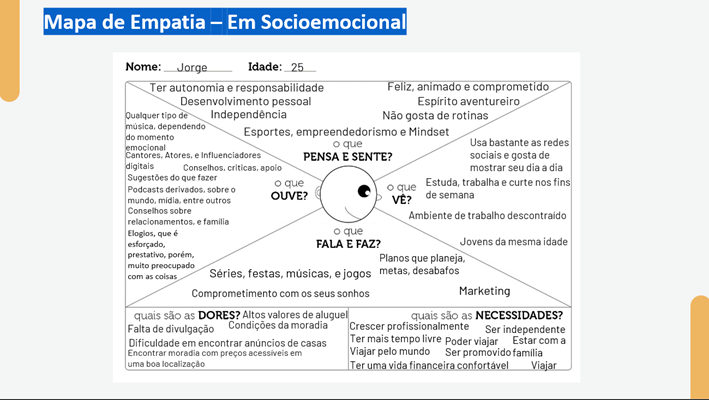 Mapa de Empatia – Em Socioemocional
Nome: Jorge Idade: 25
Ter autonomia e responsabilidade
Desenvolvimento pessoal
Independência
Feliz, animado e comprometido
Espírito aventureiro
Não gosta de rotinas
Esportes, empreendedorismo e Mindset
o que
PENSA E SENTE?
Qualquer tipo de
música, dependendo
do momento
emocional
Cantores, Atores, e Influenciadores
digitais
Conselhos, críticas, apoio
Sugestões do que fazer
Podcasts derivados, sobre o
mundo, mídia, entre outros
Conselhos sobre
relacionamentos, e família
Elogios, que é
esforçado,
prestativo, porém,
muito preocupado
com as coisas
o que
OUVE?
o que
VÊ?
Usa bastante as redes
sociais e gosta de
mostrar seu dia a dia
Estuda, trabalha e curte nos fins
de semana
Ambiente de trabalho descontraído
Jovens da mesma idade
o que
FALA E FAZ?
Planos que planeja,
metas, desabafos
Séries, festas, músicas, e jogos
Comprometimento com os seus sonhos
Marketing
quais são as DORES?
Altos valores de aluguel
Falta de divulgação
Condições da moradia
Dificuldade em encontrar anúncios de casas
Encontrar moradia com preços acessíveis em
uma boa localização
quais são as NECESSIDADES?
Crescer profissionalmente
Ser independente
Ter mais tempo livre
Poder viajar
Estar com a
família
Viajar pelo mundo
Ser promovido
Ter uma vida financeira confortável
Viajar